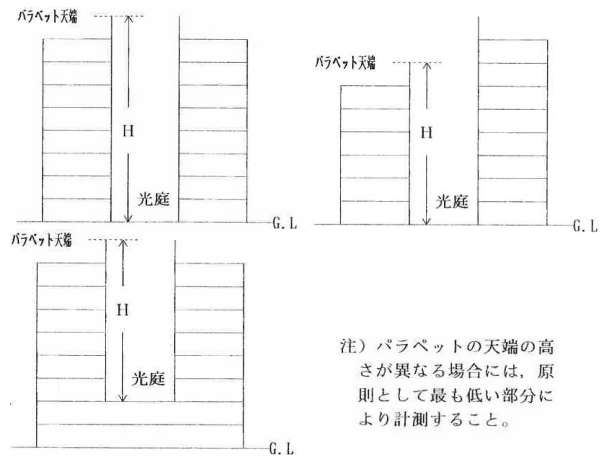 パラペット天端
H
光庭
G.L
パラペット天端
H
光庭
G.L
パラペット天端
H
光庭
G.L
注）パラペットの天端の高
さが異なる場合には，原
則として最も低い部分に
より計測すること。